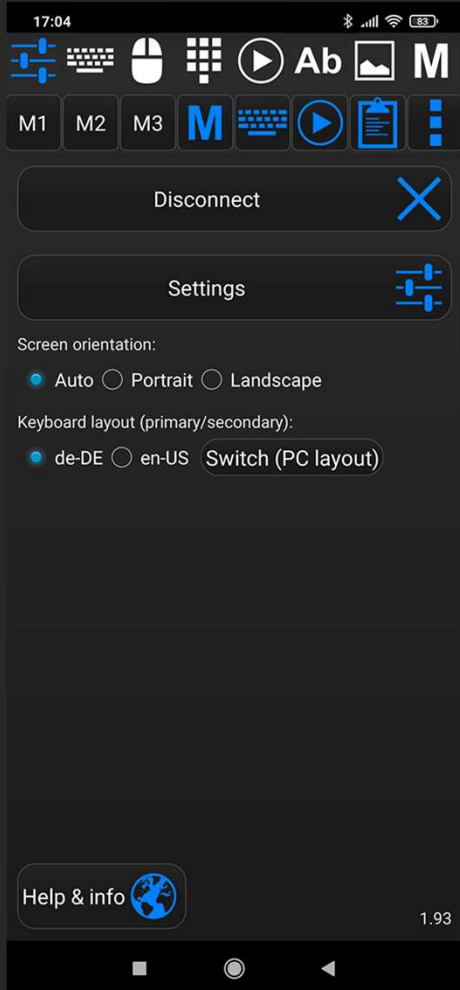 17:04 83
Ab M
M1 M2 M3 M
Disconnect
Settings
Screen orientation:
Auto Portrait Landscape
Keyboard layout (primary/secondary):
de-DE en-US Switch (PC layout)
Help & info
1.93